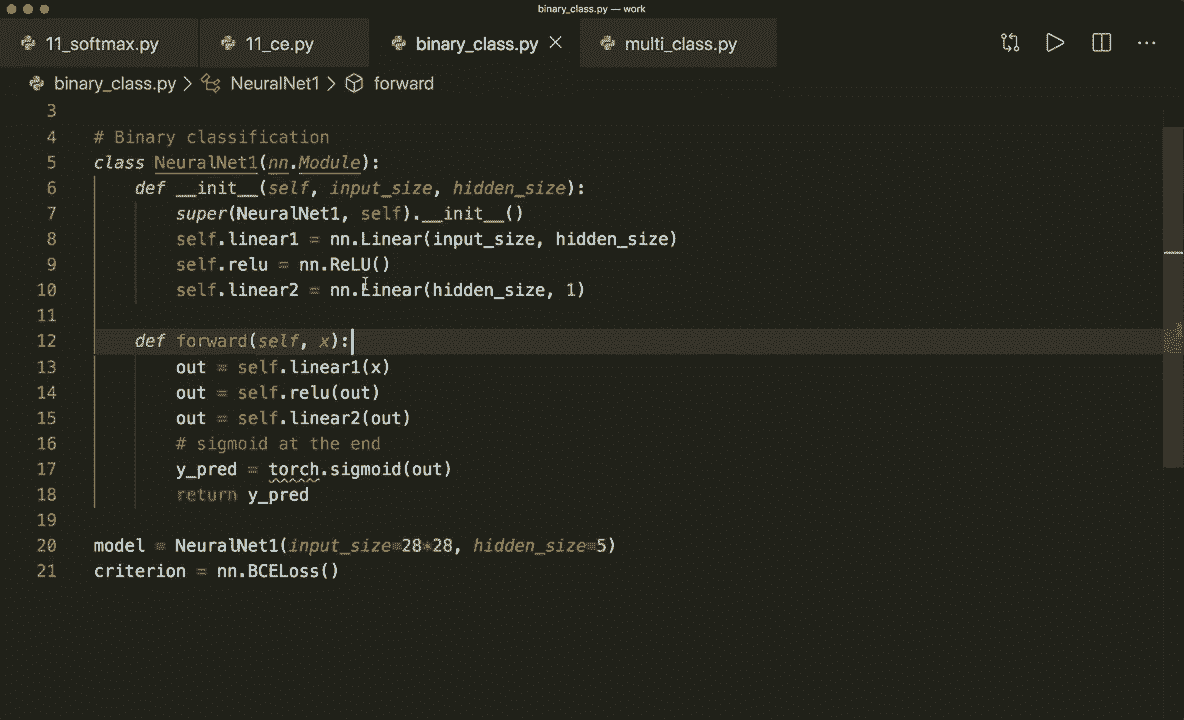 binary_class.py — work
11_softmax.py 11_ce.py binary_class.py multi_class.py
binary_class.py > NeuralNet1 > forward
3
4 # Binary classification
5 class NeuralNet1(nn.Module):
6 def __init__(self, input_size, hidden_size):
7 super(NeuralNet1, self).__init__()
8 self.linear1 = nn.Linear(input_size, hidden_size)
9 self.relu = nn.ReLU()
10 self.linear2 = nn.Linear(hidden_size, 1)
11
12 def forward(self, x):
13 out = self.linear1(x)
14 out = self.relu(out)
15 out = self.linear2(out)
16 # sigmoid at the end
17 y_pred = torch.sigmoid(out)
18 return y_pred
19
20 model = NeuralNet1(input_size=28*28, hidden_size=5)
21 criterion = nn.BCELoss()